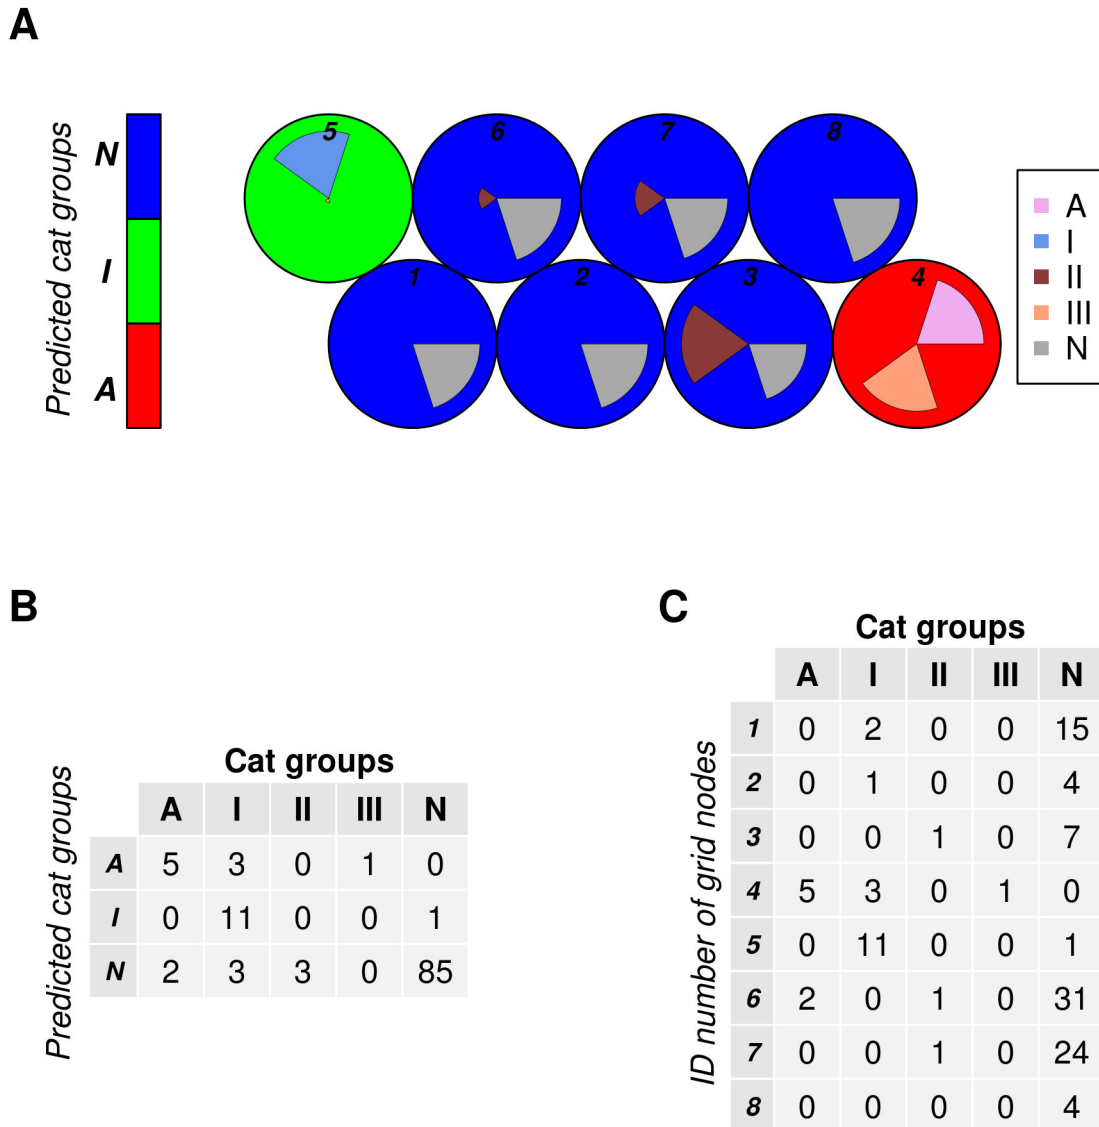 A
Predicted cat groups
N
I
A
5 6 7 8
1 2 3 4
A
I
II
III
N
B
Cat groups
Predicted cat groups
A I II III N
A 5 3 0 1 0
I 0 11 0 0 1
N 2 3 3 0 85
C
Cat groups
ID number of grid nodes
A I II III N
1 0 2 0 0 15
2 0 1 0 0 4
3 0 0 1 0 7
4 5 3 0 1 0
5 0 11 0 0 1
6 2 0 1 0 31
7 0 0 1 0 24
8 0 0 0 0 4